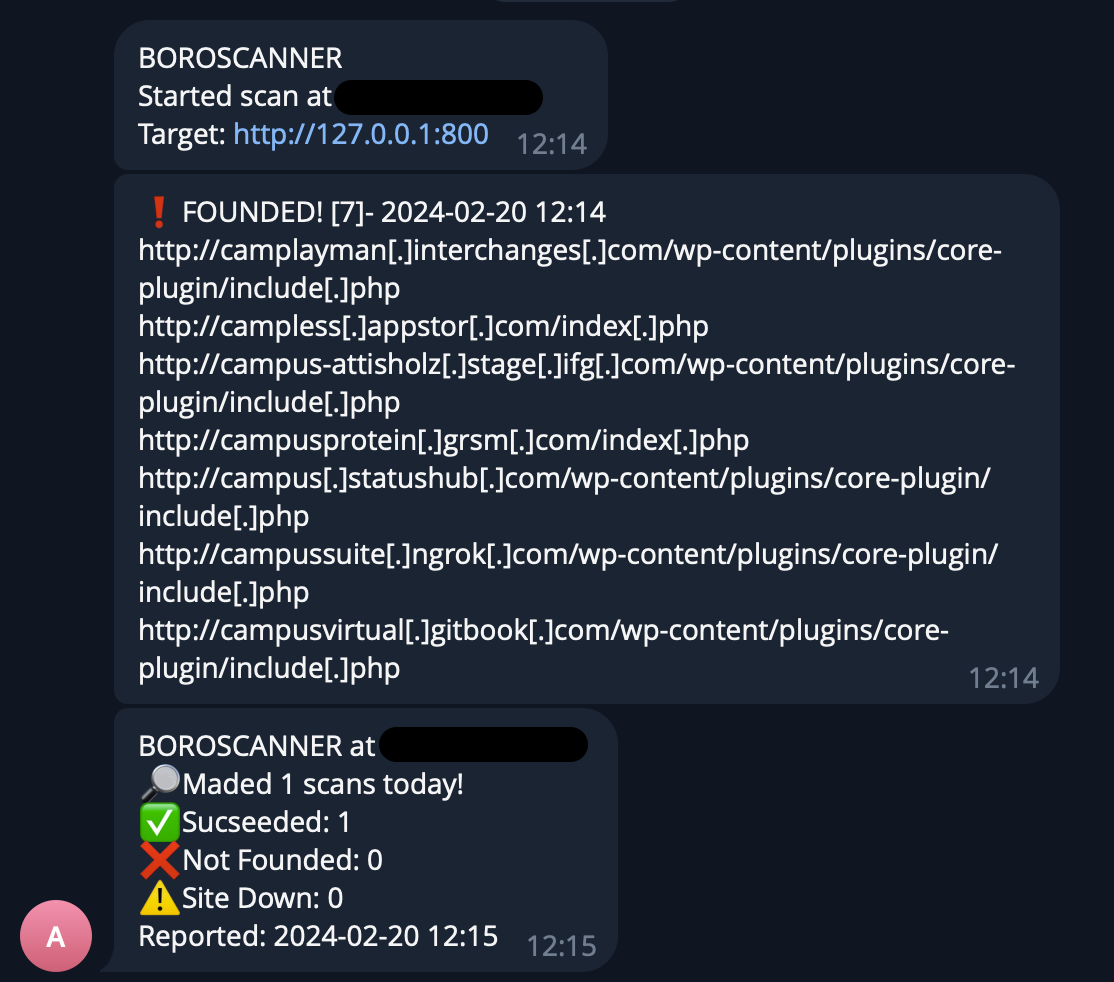 BOROSCANNER
Started scan at
Target: http://127.0.0.1:800
12:14
❗ FOUNDED! [7]- 2024-02-20 12:14
http://camplayman[.]interchanges[.]com/wp-content/plugins/core-
plugin/include[.]php
http://campless[.]appstor[.]com/index[.]php
http://campus-attisholz[.]stage[.]ifg[.]com/wp-content/plugins/core-
plugin/include[.]php
http://campusprotein[.]grsm[.]com/index[.]php
http://campus[.]statushub[.]com/wp-content/plugins/core-plugin/
include[.]php
http://campussuite[.]ngrok[.]com/wp-content/plugins/core-plugin/
include[.]php
http://campusvirtual[.]gitbook[.]com/wp-content/plugins/core-
plugin/include[.]php
12:14
BOROSCANNER at
🔎Maded 1 scans today!
✅Sucseeded: 1
❌Not Founded: 0
⚠️Site Down: 0
Reported: 2024-02-20 12:15
12:15
A